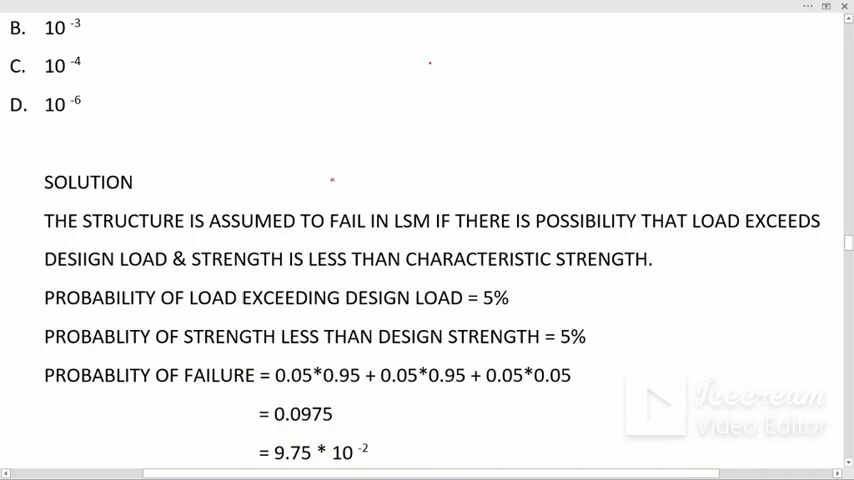 B. 10 -3
C. 10 -4
D. 10 -6
SOLUTION
THE STRUCTURE IS ASSUMED TO FAIL IN LSM IF THERE IS POSSIBILITY THAT LOAD EXCEEDS
DESIIGN LOAD & STRENGTH IS LESS THAN CHARACTERISTIC STRENGTH.
PROBABILITY OF LOAD EXCEEDING DESIGN LOAD = 5%
PROBABLITY OF STRENGTH LESS THAN DESIGN STRENGTH = 5%
PROBABLITY OF FAILURE = 0.05*0.95 + 0.05*0.95 + 0.05*0.05
= 0.0975
= 9.75 * 10 -2
Icecream
Video Editor